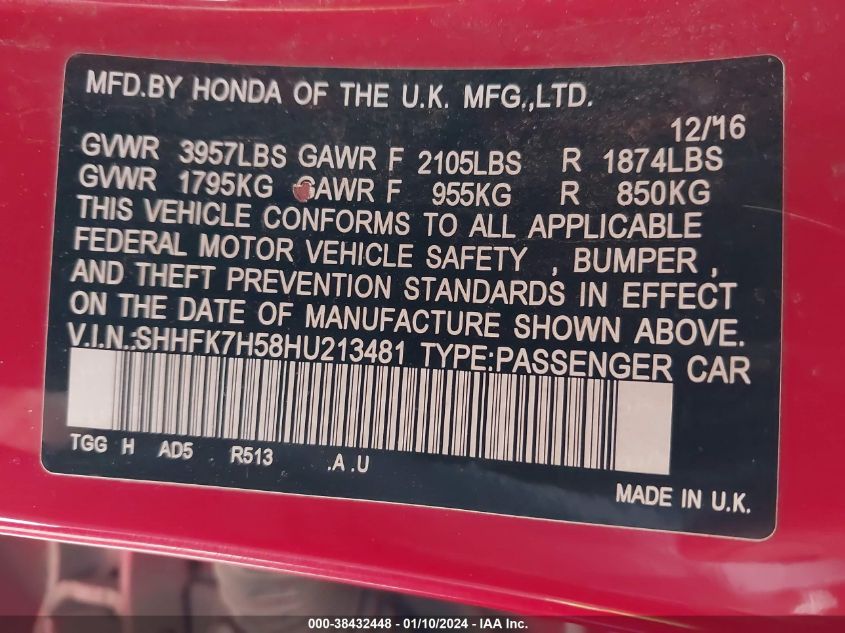 MFD.BY HONDA OF THE U.K. MFG.,LTD.
12/16
GVWR 3957LBS GAWR F 2105LBS R 1874LBS
GVWR 1795KG GAWR F 955KG R 850KG
THIS VEHICLE CONFORMS TO ALL APPLICABLE
FEDERAL MOTOR VEHICLE SAFETY , BUMPER ,
AND THEFT PREVENTION STANDARDS IN EFFECT
ON THE DATE OF MANUFACTURE SHOWN ABOVE.
V.I.N.:SHHFK7H58HU213481 TYPE:PASSENGER CAR
TGG H AD5 R513 .A .U
MADE IN U.K.
000-38432448 - 01/10/2024 - IAA Inc.